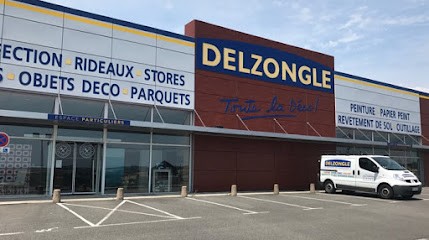 FECTION • RIDEAUX • STORES
S • OBJETS DECO • PARQUETS
ESPACE PARTICULIERS
DELZONGLE
Toute la déco !
PEINTURE PAPIER PEINT
REVETEMENT DE SOL OUTILLAGE
DELZONGLE